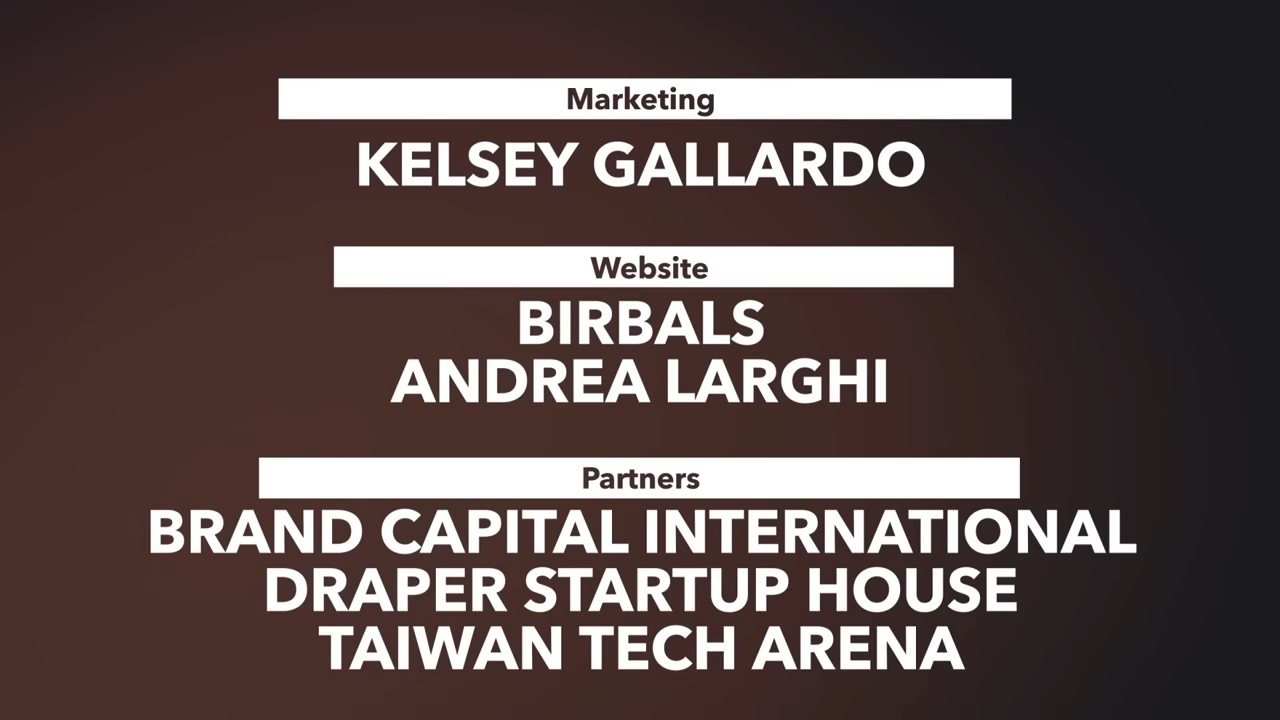 Marketing
KELSEY GALLARDO
Website
BIRBALS
ANDREA LARGHI
Partners
BRAND CAPITAL INTERNATIONAL
DRAPER STARTUP HOUSE
TAIWAN TECH ARENA